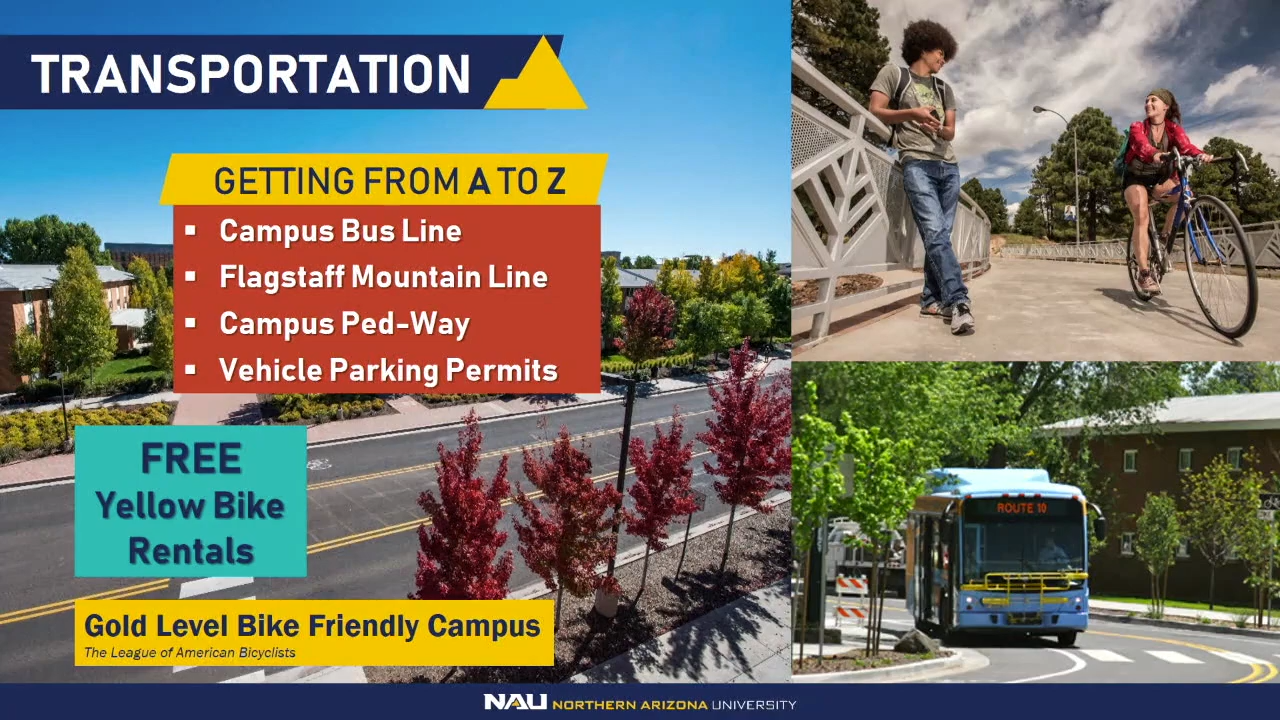 TRANSPORTATION
GETTING FROM A TO Z
▪ Campus Bus Line
▪ Flagstaff Mountain Line
▪ Campus Ped-Way
▪ Vehicle Parking Permits
FREE
Yellow Bike
Rentals
Gold Level Bike Friendly Campus
The League of American Bicyclists
ROUTE 10
NAU NORTHERN ARIZONA UNIVERSITY